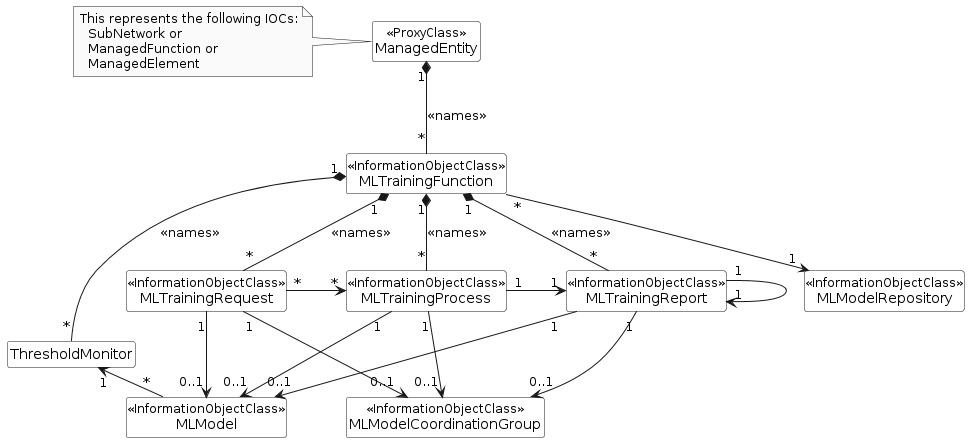 This represents the following IOCs:
SubNetwork or
ManagedFunction or
ManagedElement
«ProxyClass»
ManagedEntity
1
«names»
*
«InformationObjectClass»
MLTrainingFunction
1
1
1
1
*
«names»
«names»
«names»
«names»
*
*
*
1
«InformationObjectClass»
MLTrainingRequest
*
*
«InformationObjectClass»
MLTrainingProcess
1
1
«InformationObjectClass»
MLTrainingReport
1
1
«InformationObjectClass»
MLModelRepository
*
1
1
1
1
1
1
ThresholdMonitor
1
*
0..1
0..1
0..1
0..1
0..1
0..1
«InformationObjectClass»
MLModel
«InformationObjectClass»
MLModelCoordinationGroup